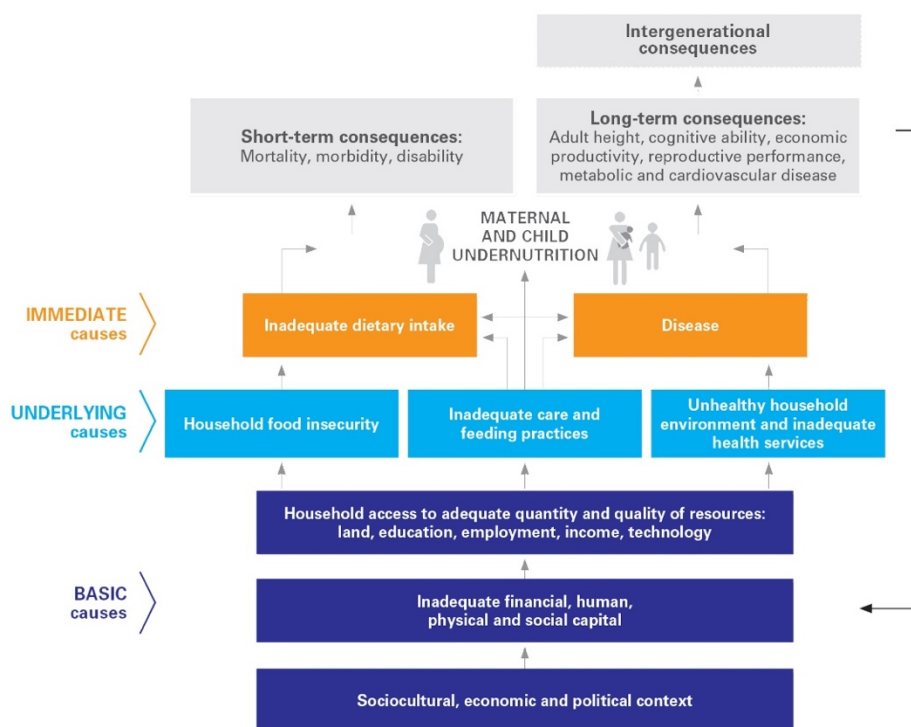 Intergenerational
consequences
Short-term consequences:
Mortality, morbidity, disability
Long-term consequences:
Adult height, cognitive ability, economic
productivity, reproductive performance,
metabolic and cardiovascular disease
MATERNAL
AND CHILD
UNDERNUTRITION
IMMEDIATE
causes
Inadequate dietary intake
Disease
UNDERLYING
causes
Household food insecurity
Inadequate care and
feeding practices
Unhealthy household
environment and inadequate
health services
Household access to adequate quantity and quality of resources:
land, education, employment, income, technology
BASIC
causes
Inadequate financial, human,
physical and social capital
Sociocultural, economic and political context